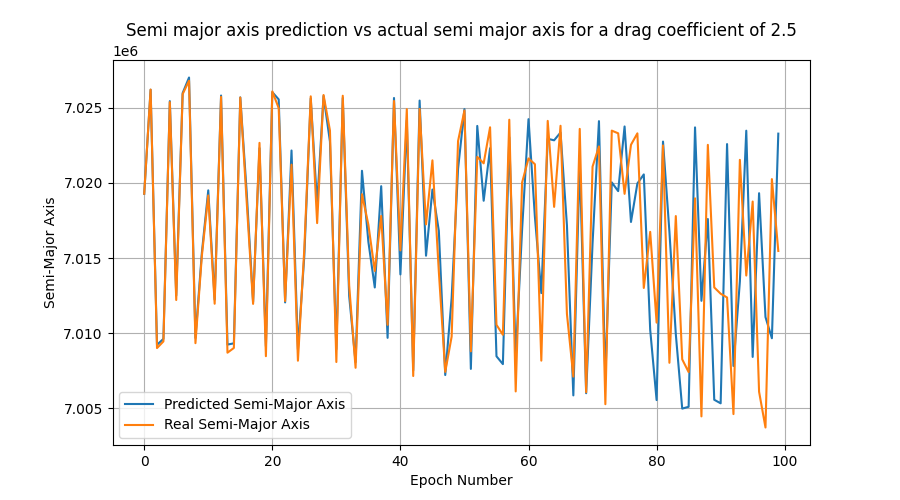 Semi major axis prediction vs actual semi major axis for a drag coefficient of 2.5
1e6
7.025
7.020
7.015
7.010
7.005
Semi-Major Axis
Predicted Semi-Major Axis
Real Semi-Major Axis
0 20 40 60 80 100
Epoch Number